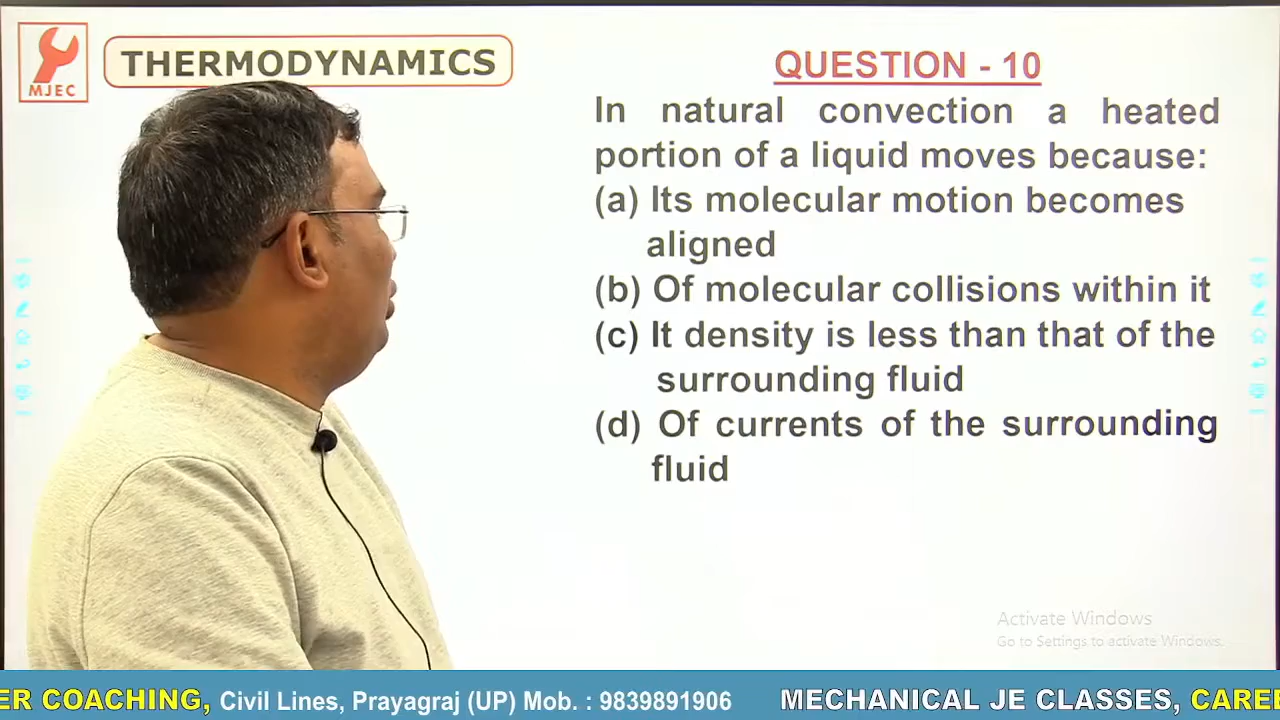 MJEC
THERMODYNAMICS
QUESTION - 10
In natural convection a heated
portion of a liquid moves because:
(a) Its molecular motion becomes
aligned
(b) Of molecular collisions within it
(c) It density is less than that of the
surrounding fluid
(d) Of currents of the surrounding
fluid
Activate Windows
Go to Settings to activate Windows.
ER COACHING, Civil Lines, Prayagraj (UP) Mob. : 9839891906 MECHANICAL JE CLASSES, CAREE